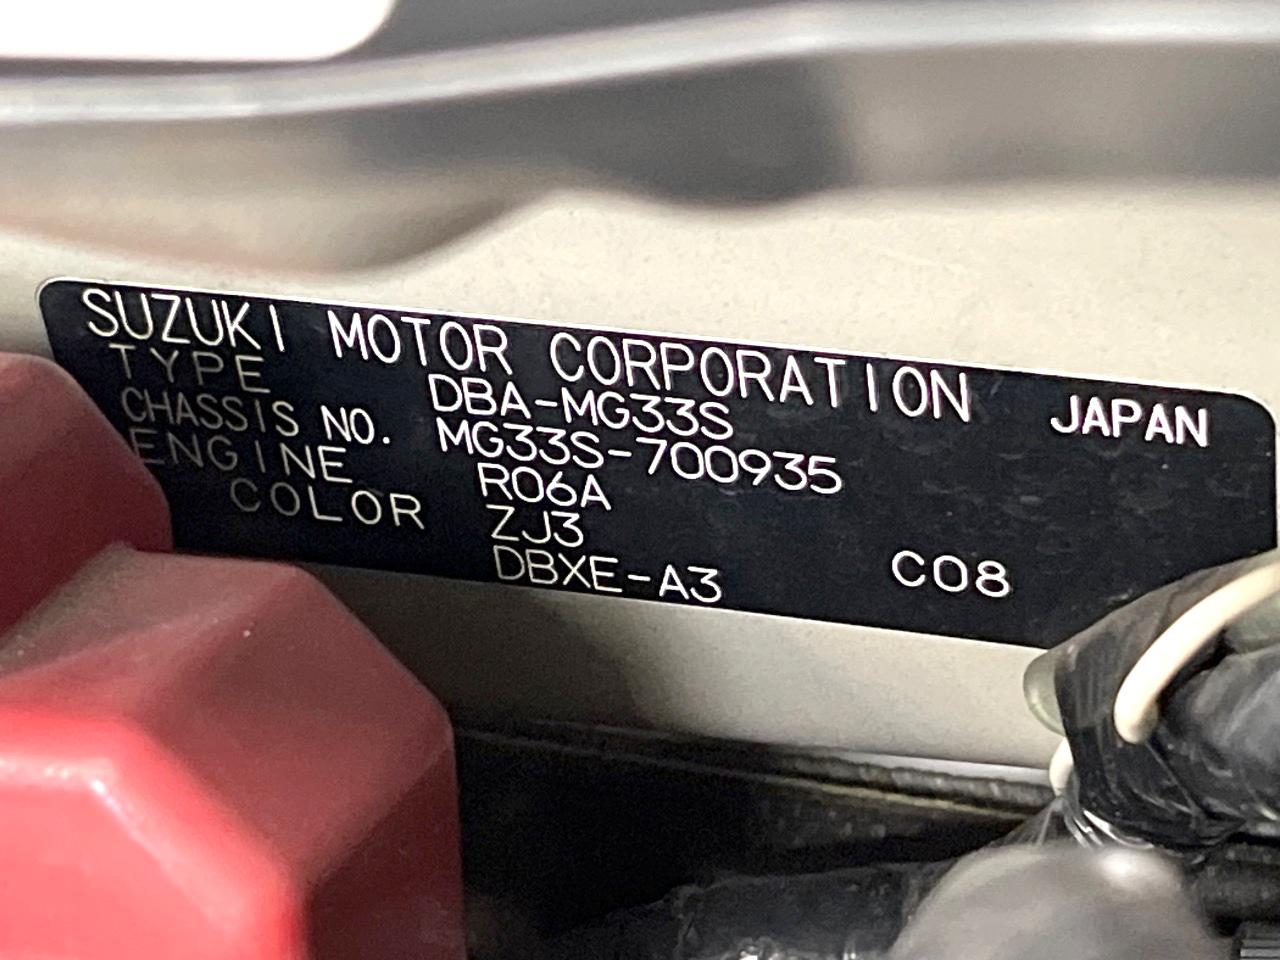 SUZUKI MOTOR CORPORATION JAPAN
TYPE DBA-MG33S
CHASSIS NO. MG33S-700935
ENGINE R06A
COLOR ZJ3
DBXE-A3 C08